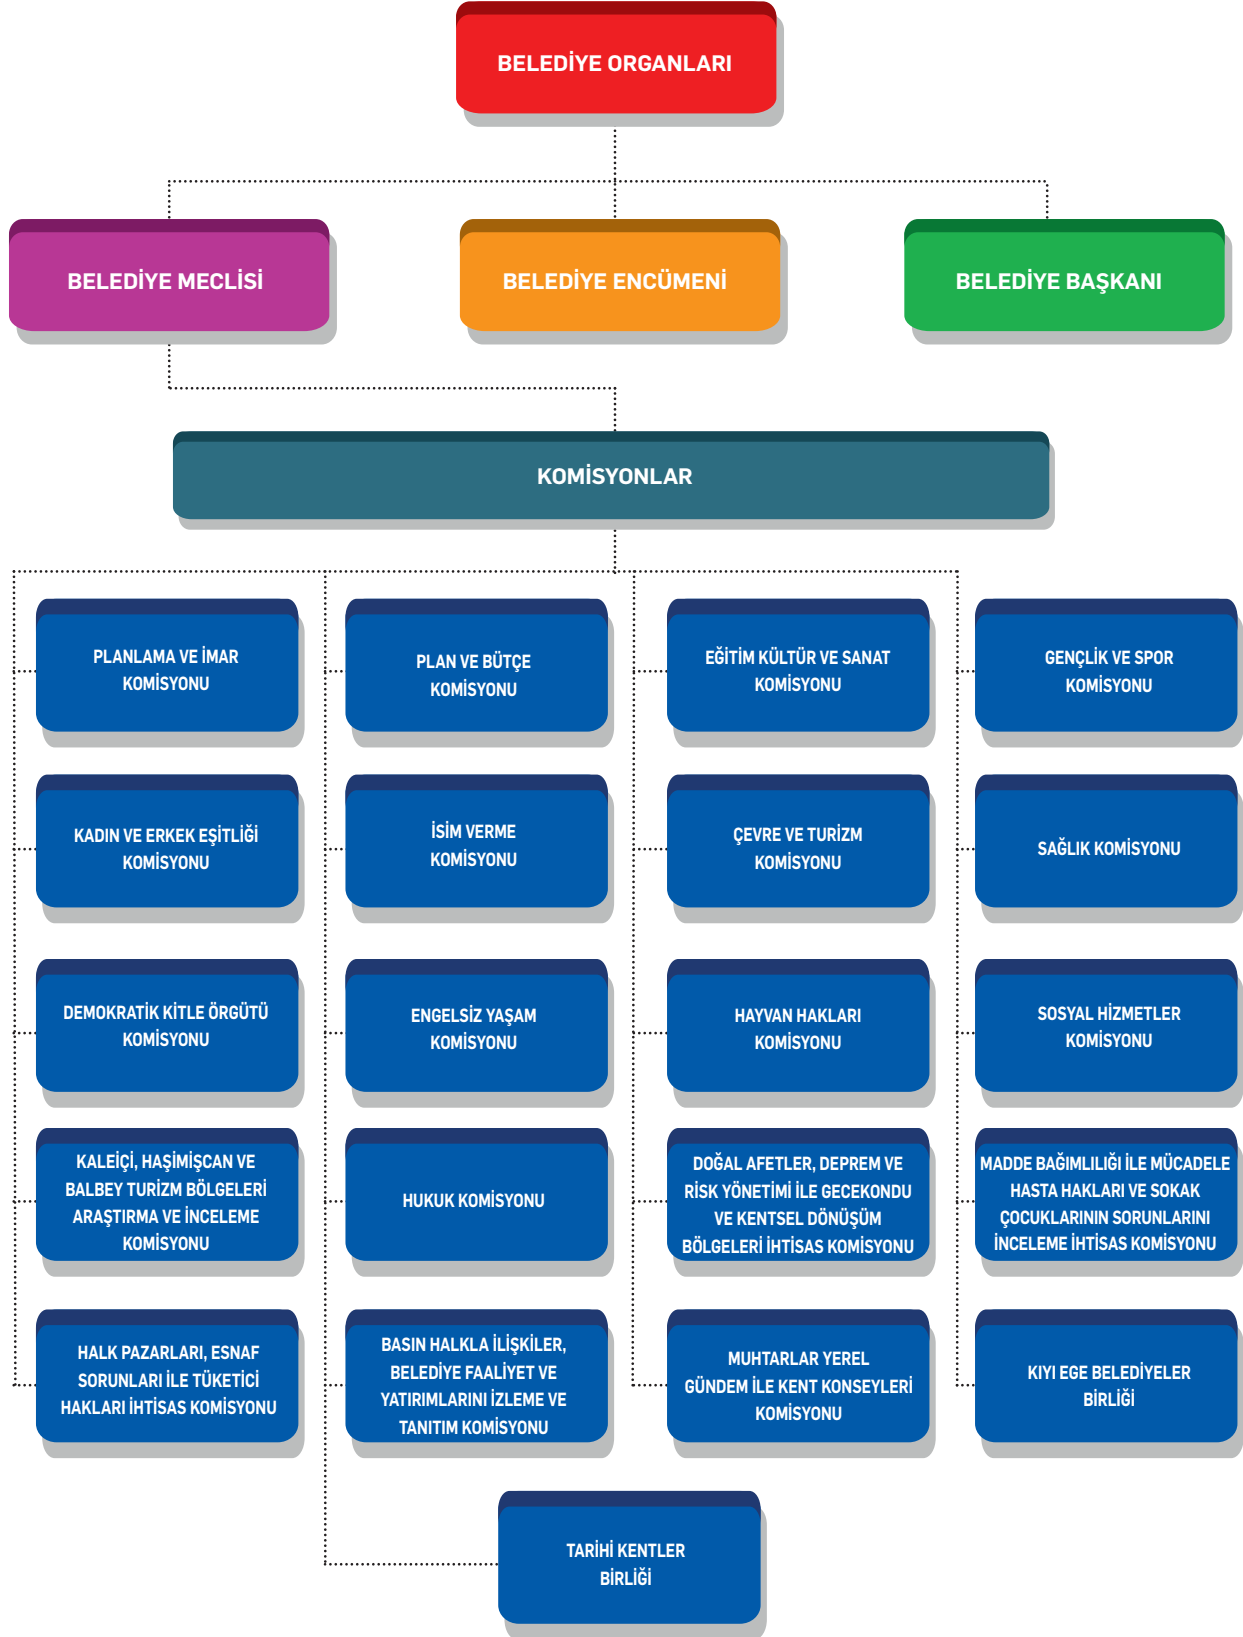 BELEDİYE ORGANLARI
BELEDİYE MECLİSİ
BELEDİYE ENCÜMENİ
BELEDİYE BAŞKANI
KOMİSYONLAR
PLANLAMA VE İMAR
KOMİSYONU
PLAN VE BÜTÇE
KOMİSYONU
EĞİTİM KÜLTÜR VE SANAT
KOMİSYONU
GENÇLİK VE SPOR
KOMİSYONU
KADIN VE ERKEK EŞİTLİĞİ
KOMİSYONU
İSİM VERME
KOMİSYONU
ÇEVRE VE TURİZM
KOMİSYONU
SAĞLIK KOMİSYONU
DEMOKRATİK KİTLE ÖRGÜTÜ
KOMİSYONU
ENGELSİZ YAŞAM
KOMİSYONU
HAYVAN HAKLARI
KOMİSYONU
SOSYAL HİZMETLER
KOMİSYONU
KALEİÇİ, HAŞİMİŞCAN VE
BALBEY TURİZM BÖLGELERİ
ARAŞTIRMA VE İNCELEME
KOMİSYONU
HUKUK KOMİSYONU
DOĞAL AFETLER, DEPREM VE
RİSK YÖNETİMİ İLE GECEKONDU
VE KENTSEL DÖNÜŞÜM
BÖLGELERİ İHTİSAS KOMİSYONU
MADDE BAĞIMLILIĞI İLE MÜCADELE
HASTA HAKLARI VE SOKAK
ÇOCUKLARININ SORUNLARINI
İNCELEME İHTİSAS KOMİSYONU
HALK PAZARLARI, ESNAF
SORUNLARI İLE TÜKETİCİ
HAKLARI İHTİSAS KOMİSYONU
BASIN HALKLA İLİŞKİLER,
BELEDİYE FAALİYET VE
YATIRIMLARINI İZLEME VE
TANITIM KOMİSYONU
MUHTARLAR YEREL
GÜNDEM İLE KENT KONSEYLERİ
KOMİSYONU
KIYI EGE BELEDİYELER
BİRLİĞİ
TARİHİ KENTLER
BİRLİĞİ